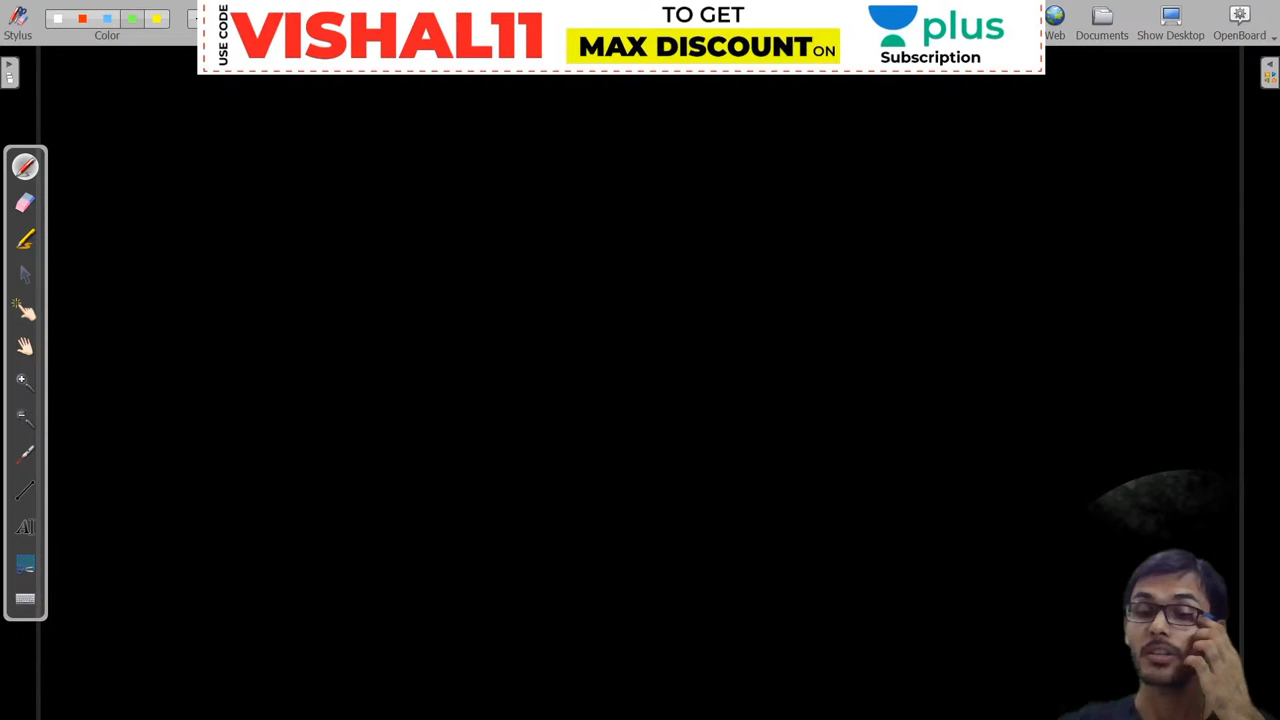 Stylus
Color
USE CODE
VISHAL11
TO GET
MAX DISCOUNT ON
plus
Subscription
Web
Documents
Show Desktop
OpenBoard